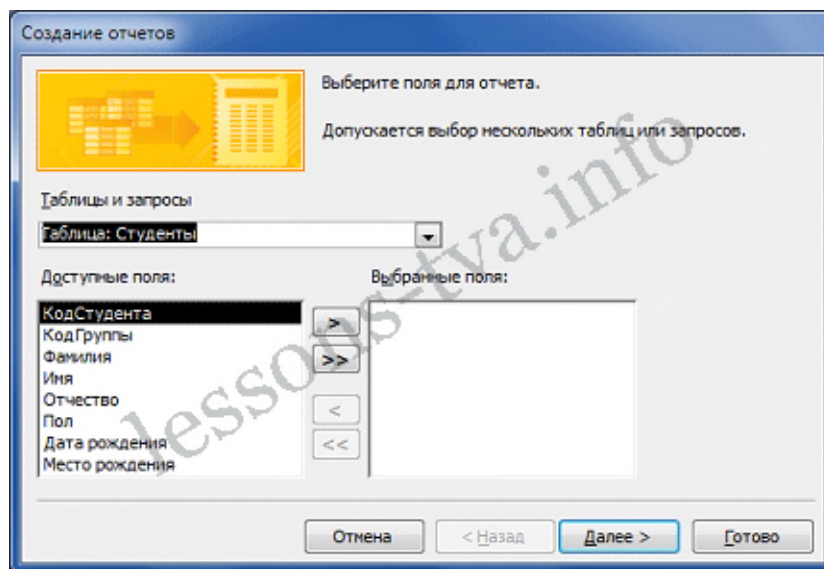 Создание отчетов
Выберите поля для отчета.
Допускается выбор нескольких таблиц или запросов.
Таблицы и запросы
Таблица: Студенты
Доступные поля:
Выбранные поля:
КодСтудента
КодГруппы
Фамилия
Имя
Отчество
Пол
Дата рождения
Место рождения
>
>>
<
<<
Отмена
< Назад
Далее >
Готово
lessons-tva.info